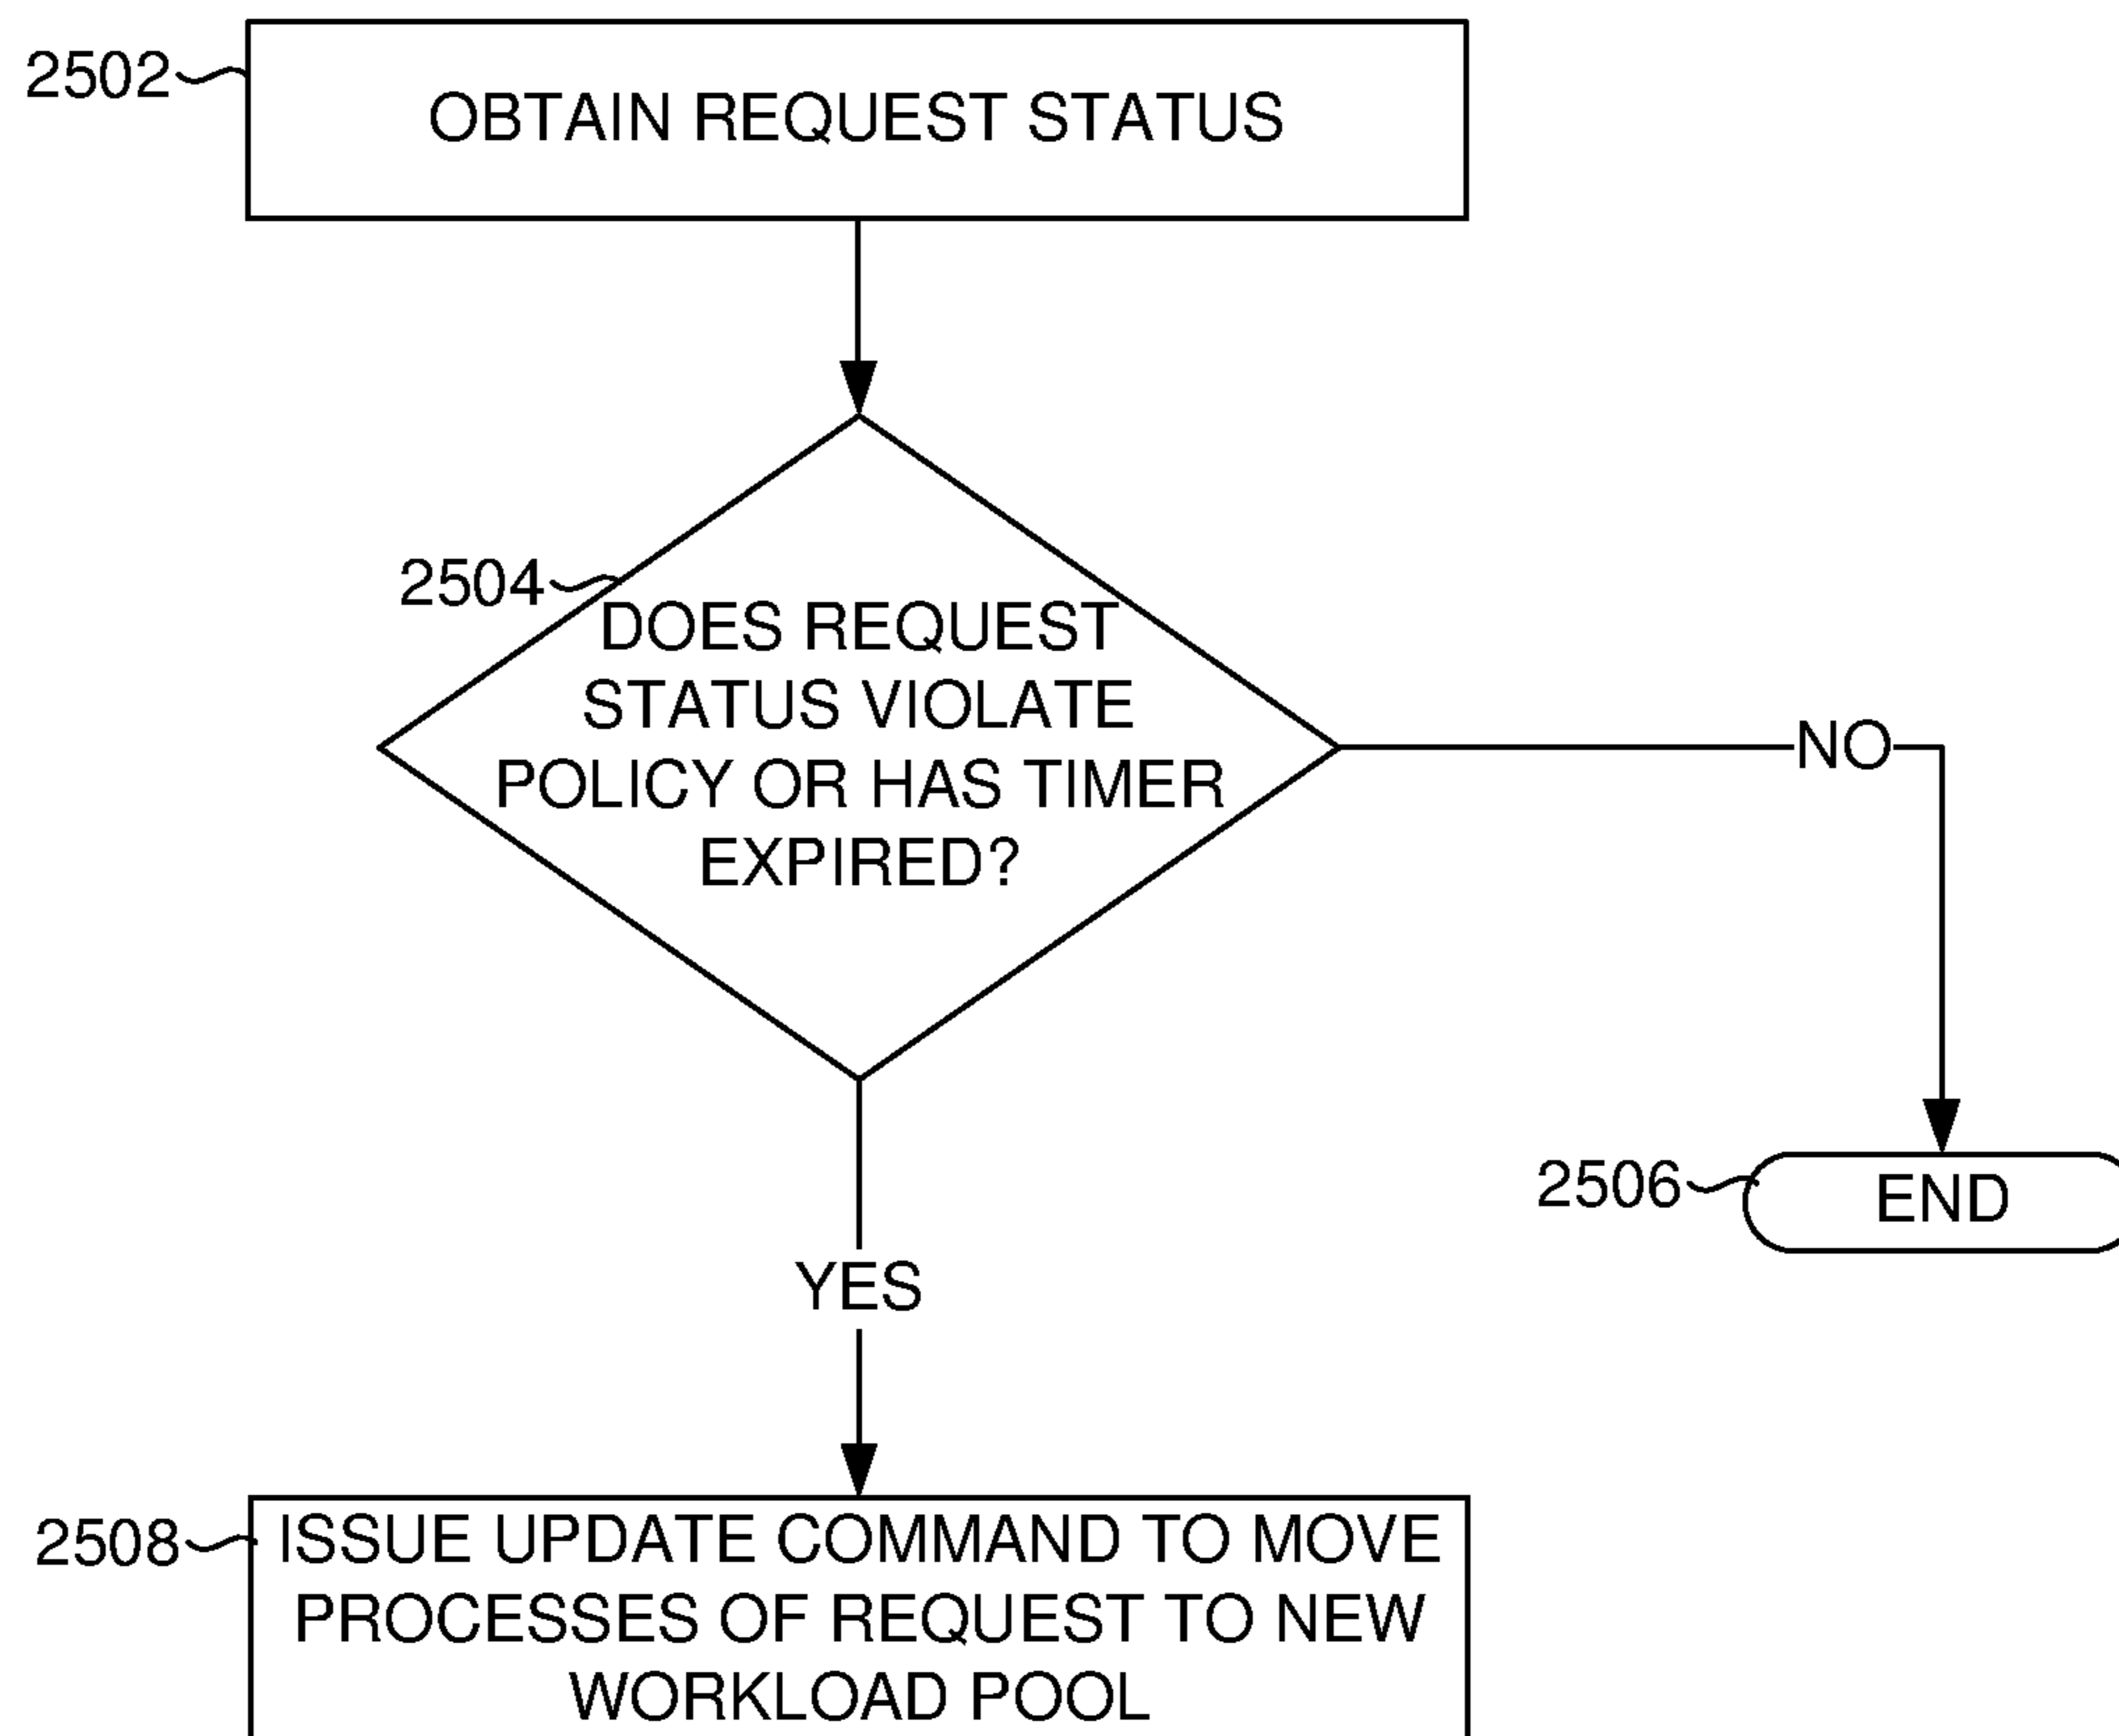 2502
OBTAIN REQUEST STATUS
2504
DOES REQUEST
STATUS VIOLATE
POLICY OR HAS TIMER
EXPIRED?
NO
2506
END
YES
2508
ISSUE UPDATE COMMAND TO MOVE
PROCESSES OF REQUEST TO NEW
WORKLOAD POOL